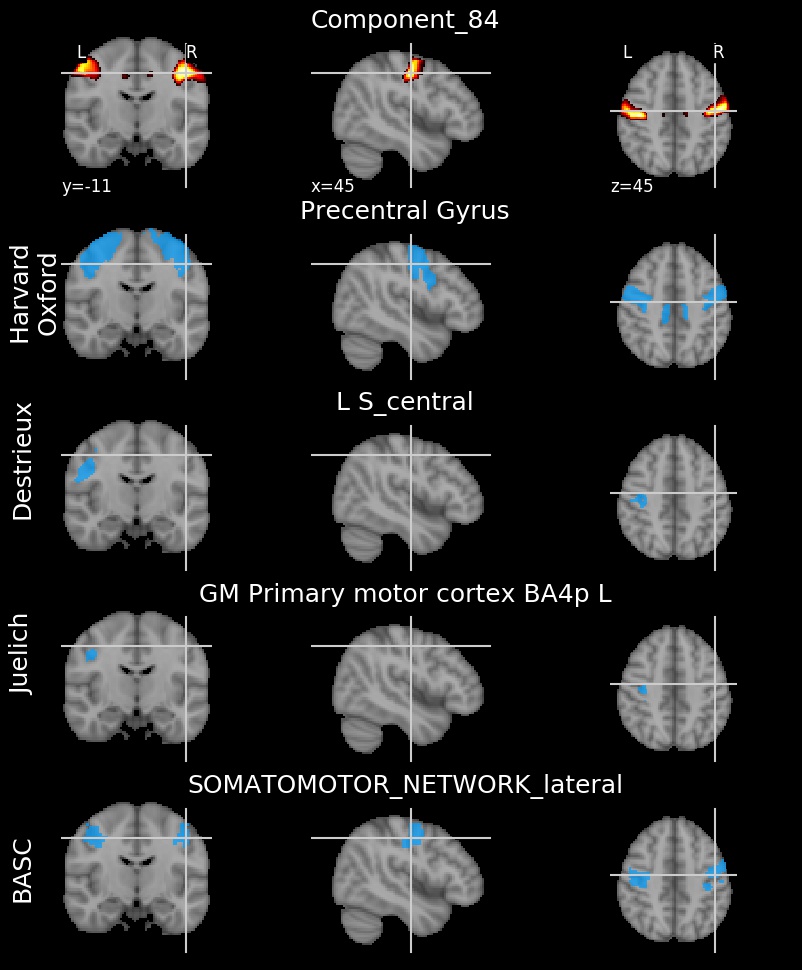 Component_84
L R
L R
y=-11
x=45
z=45
Precentral Gyrus
Harvard
Oxford
L S_central
Destrieux
GM Primary motor cortex BA4p L
Juelich
SOMATOMOTOR_NETWORK_lateral
BASC